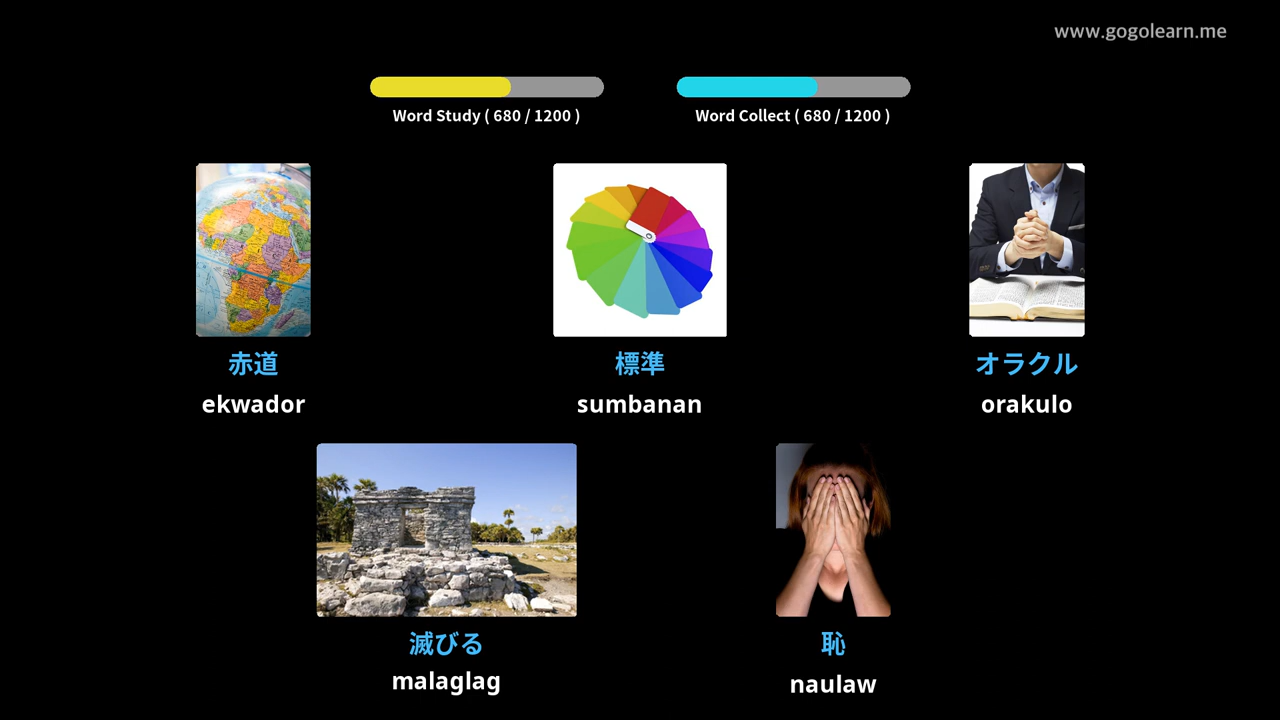 www.gogolearn.me
Word Study ( 680 / 1200 )
Word Collect ( 680 / 1200 )
赤道
ekwador
標準
sumbanan
オラクル
orakulo
滅びる
malaglag
恥
naulaw